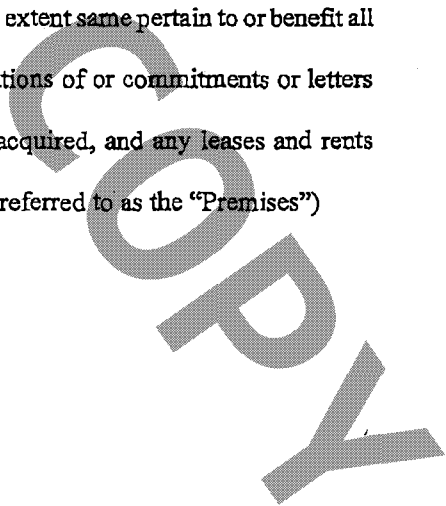 extent same pertain to or benefit all
tions of or commitments or letters
acquired, and any leases and rents
referred to as the “Premises”)
COPY